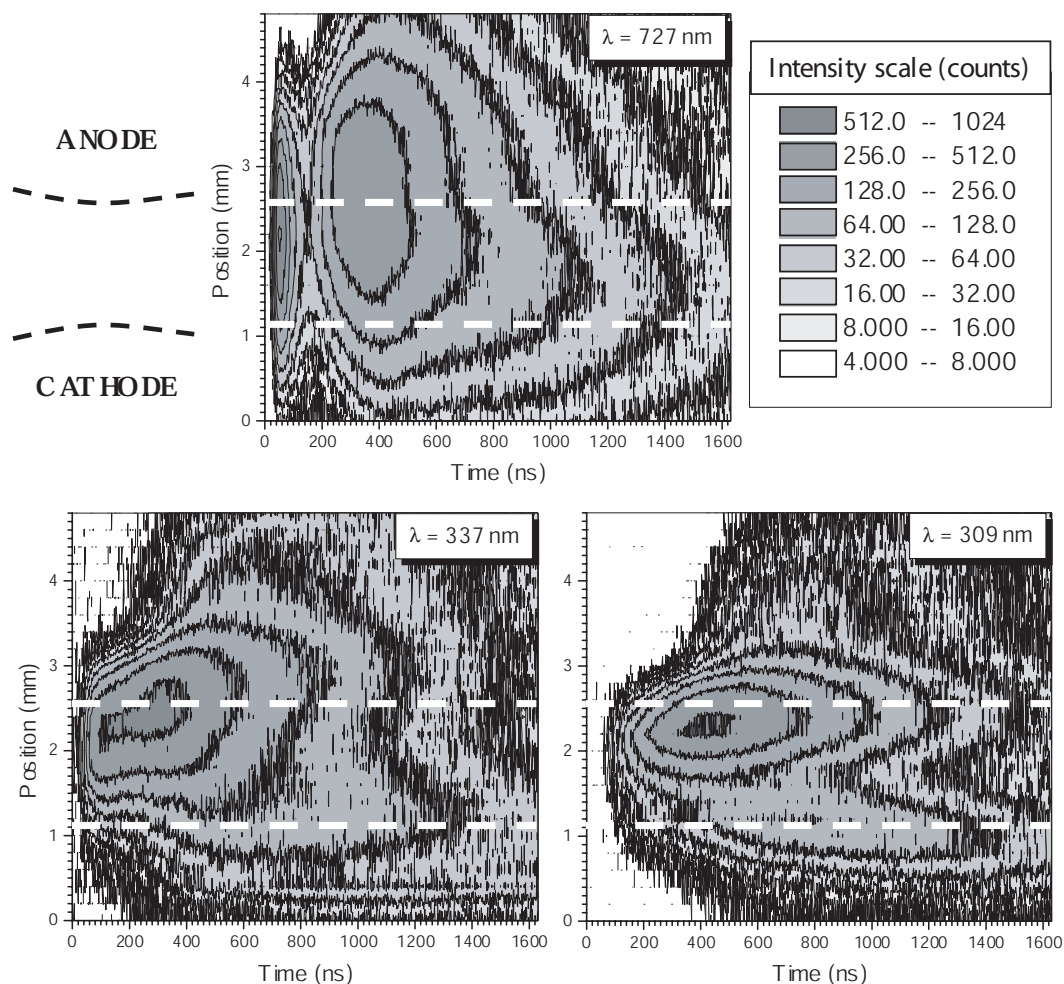 λ = 727 nm
Intensity scale (counts)
512.0 -- 1024
256.0 -- 512.0
128.0 -- 256.0
64.00 -- 128.0
32.00 -- 64.00
16.00 -- 32.00
8.000 -- 16.00
4.000 -- 8.000
ANODE
CATHODE
Position (mm)
4
3
2
1
0
0 200 400 600 800 1000 1200 1400 1600
Time (ns)
λ = 337 nm
Position (mm)
4
3
2
1
0
0 200 400 600 800 1000 1200 1400 1600
Time (ns)
λ = 309 nm
4
3
2
1
0
0 200 400 600 800 1000 1200 1400 1600
Time (ns)